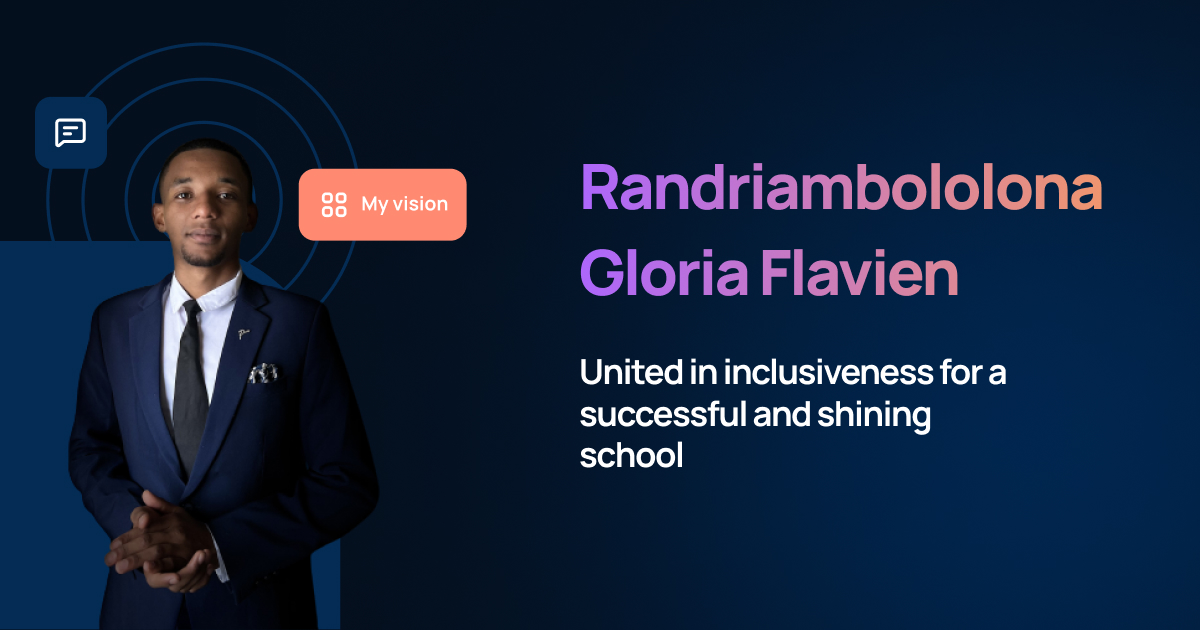 My vision
Randriambololona
Gloria Flavien
United in inclusiveness for a
successful and shining
school